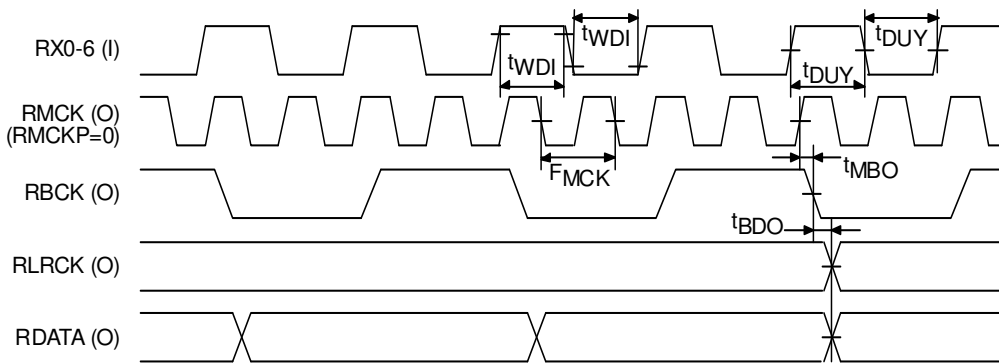 RX0-6 (I)
tWDI
tDUY
tWDI
tDUY
RMCK (O)
(RMCKP=0)
FMCK
tMBO
RBCK (O)
tBDO
RLRCK (O)
RDATA (O)